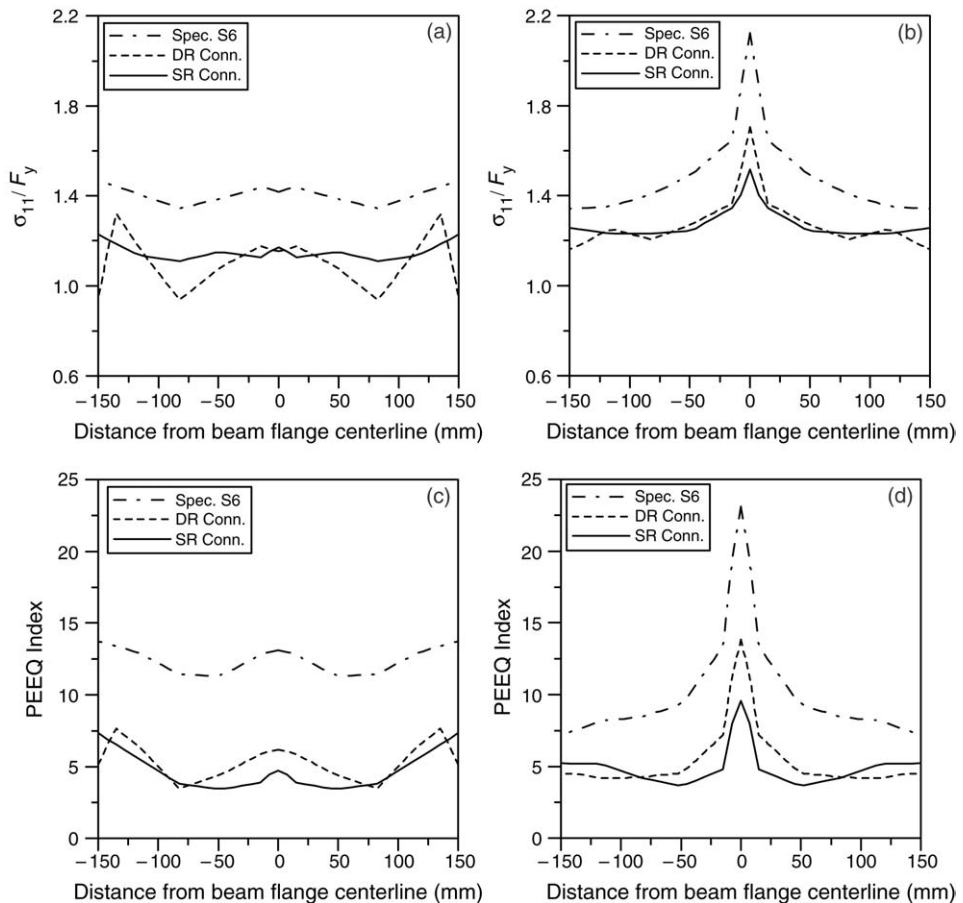 2.2
1.8
1.4
1.0
0.6
σ11/ Fy
Spec. S6
DR Conn.
SR Conn.
(a)
−150 −100 −50 0 50 100 150
Distance from beam flange centerline (mm)
2.2
1.8
1.4
1.0
0.6
σ11/ Fy
Spec. S6
DR Conn.
SR Conn.
(b)
−150 −100 −50 0 50 100 150
Distance from beam flange centerline (mm)
25
20
15
10
5
0
PEEQ Index
Spec. S6
DR Conn.
SR Conn.
(c)
−150 −100 −50 0 50 100 150
Distance from beam flange centerline (mm)
25
20
15
10
5
0
PEEQ Index
Spec. S6
DR Conn.
SR Conn.
(d)
−150 −100 −50 0 50 100 150
Distance from beam flange centerline (mm)